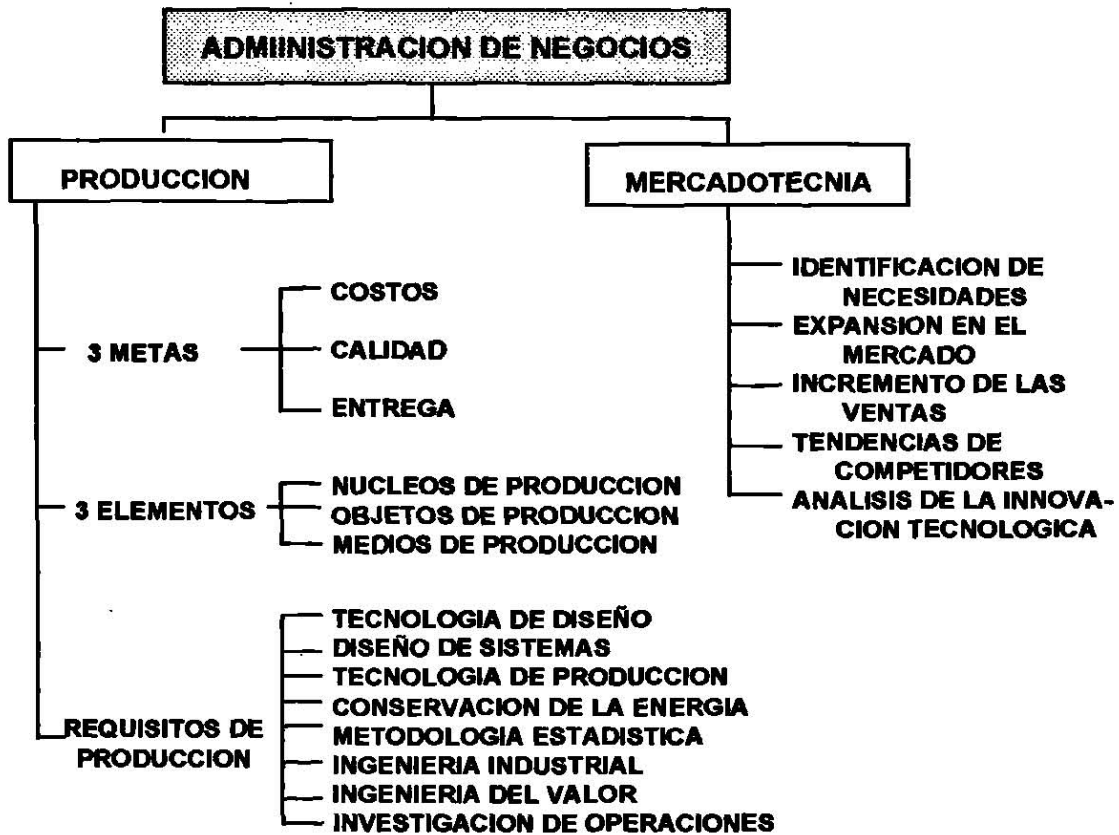 ADMIINISTRACION DE NEGOCIOS
PRODUCCION
3 METAS
COSTOS
CALIDAD
ENTREGA
3 ELEMENTOS
NUCLEOS DE PRODUCCION
OBJETOS DE PRODUCCION
MEDIOS DE PRODUCCION
REQUISITOS DE
PRODUCCION
TECNOLOGIA DE DISEÑO
DISEÑO DE SISTEMAS
TECNOLOGIA DE PRODUCCION
CONSERVACION DE LA ENERGIA
METODOLOGIA ESTADISTICA
INGENIERIA INDUSTRIAL
INGENIERIA DEL VALOR
INVESTIGACION DE OPERACIONES
MERCADOTECNIA
IDENTIFICACION DE
NECESIDADES
EXPANSION EN EL
MERCADO
INCREMENTO DE LAS
VENTAS
TENDENCIAS DE
COMPETIDORES
ANALISIS DE LA INNOVA-
CION TECNOLOGICA